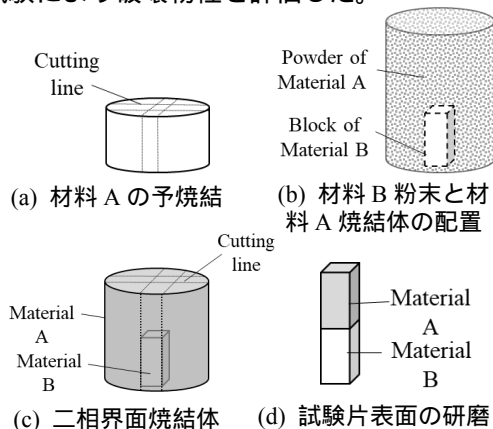 験により破壊物性を評価した。
Cutting
line
(a) 材料 A の予焼結
Powder of
Material A
Block of
Material B
(b) 材料 B 粉末と材
料 A 焼結体の配置
Cutting
line
Material
A
Material
B
(c) 二相界面焼結体
Material
A
Material
B
(d) 試験片表面の研磨